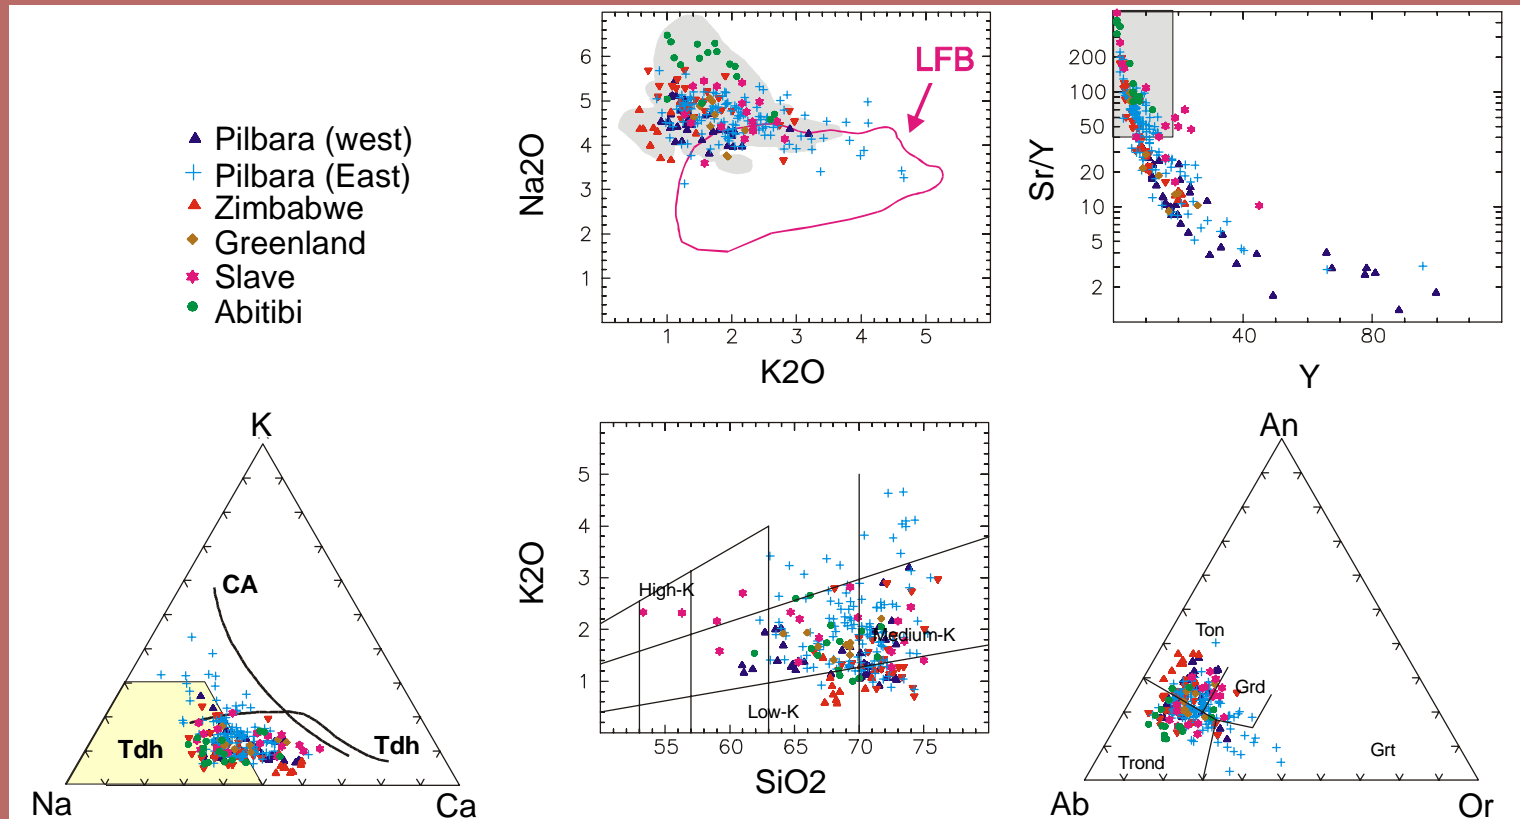 Pilbara (west)
Pilbara (East)
Zimbabwe
Greenland
Slave
Abitibi
Na2O
6
5
4
3
2
1
LFB
1 2 3 4 5
K2O
Sr/Y
200
100
50
20
10
5
2
40 80
Y
K
CA
Tdh
Tdh
Na
Ca
K2O
5
4
3
2
1
High-K
Medium-K
Low-K
55 60 65 70 75
SiO2
An
Ton
Grd
Trond
Grt
Ab
Or